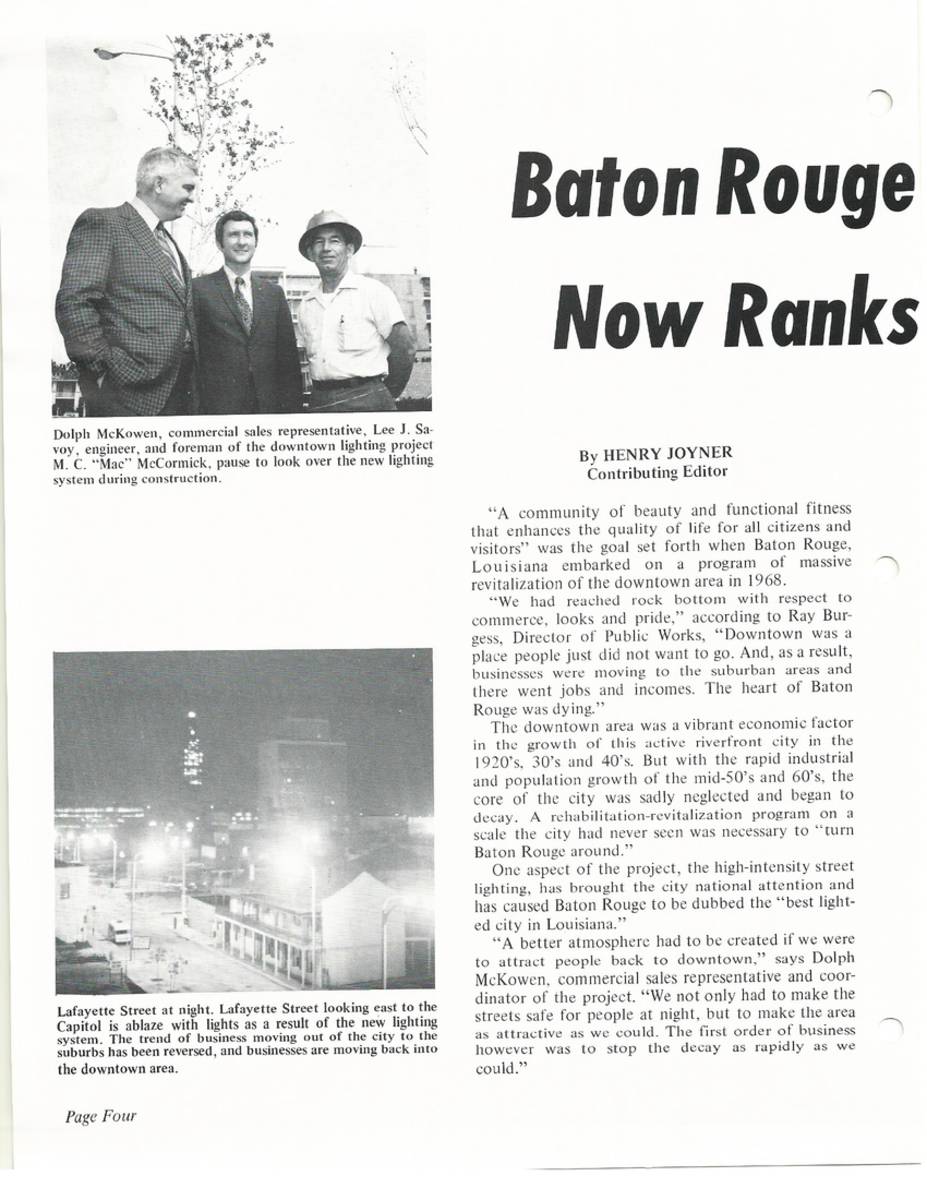 Baton Rouge
Now Ranks
Dolph McKowen, commercial sales representative, Lee J. Sa-
voy, engineer, and foreman of the downtown lighting project
M. C. "Mac" McCormick, pause to look over the new lighting
system during construction.
By HENRY JOYNER
Contributing Editor
"A community of beauty and functional fitness
that enhances the quality of life for all citizens and
visitors" was the goal set forth when Baton Rouge,
Louisiana embarked on a program of massive
revitalization of the downtown area in 1968.
"We had reached rock bottom with respect to
commerce, looks and pride," according to Ray Bur-
gess, Director of Public Works, "Downtown was a
place people just did not want to go. And, as a result,
businesses were moving to the suburban areas and
there went jobs and incomes. The heart of Baton
Rouge was dying."
The downtown area was a vibrant economic factor
in the growth of this active riverfront city in the
1920's, 30's and 40's. But with the rapid industrial
and population growth of the mid-50's and 60's, the
core of the city was sadly neglected and began to
decay. A rehabilitation-revitalization program on a
scale the city had never seen was necessary to "turn
Baton Rouge around."
One aspect of the project, the high-intensity street
lighting, has brought the city national attention and
has caused Baton Rouge to be dubbed the "best light-
ed city in Louisiana."
"A better atmosphere had to be created if we were
to attract people back to downtown," says Dolph
McKowen, commercial sales representative and coor-
dinator of the project. "We not only had to make the
streets safe for people at night, but to make the area
as attractive as we could. The first order of business
however was to stop the decay as rapidly as we
could."
Lafayette Street at night. Lafayette Street looking east to the
Capitol is ablaze with lights as a result of the new lighting
system. The trend of business moving out of the city to the
suburbs has been reversed, and businesses are moving back into
the downtown area.
Page Four